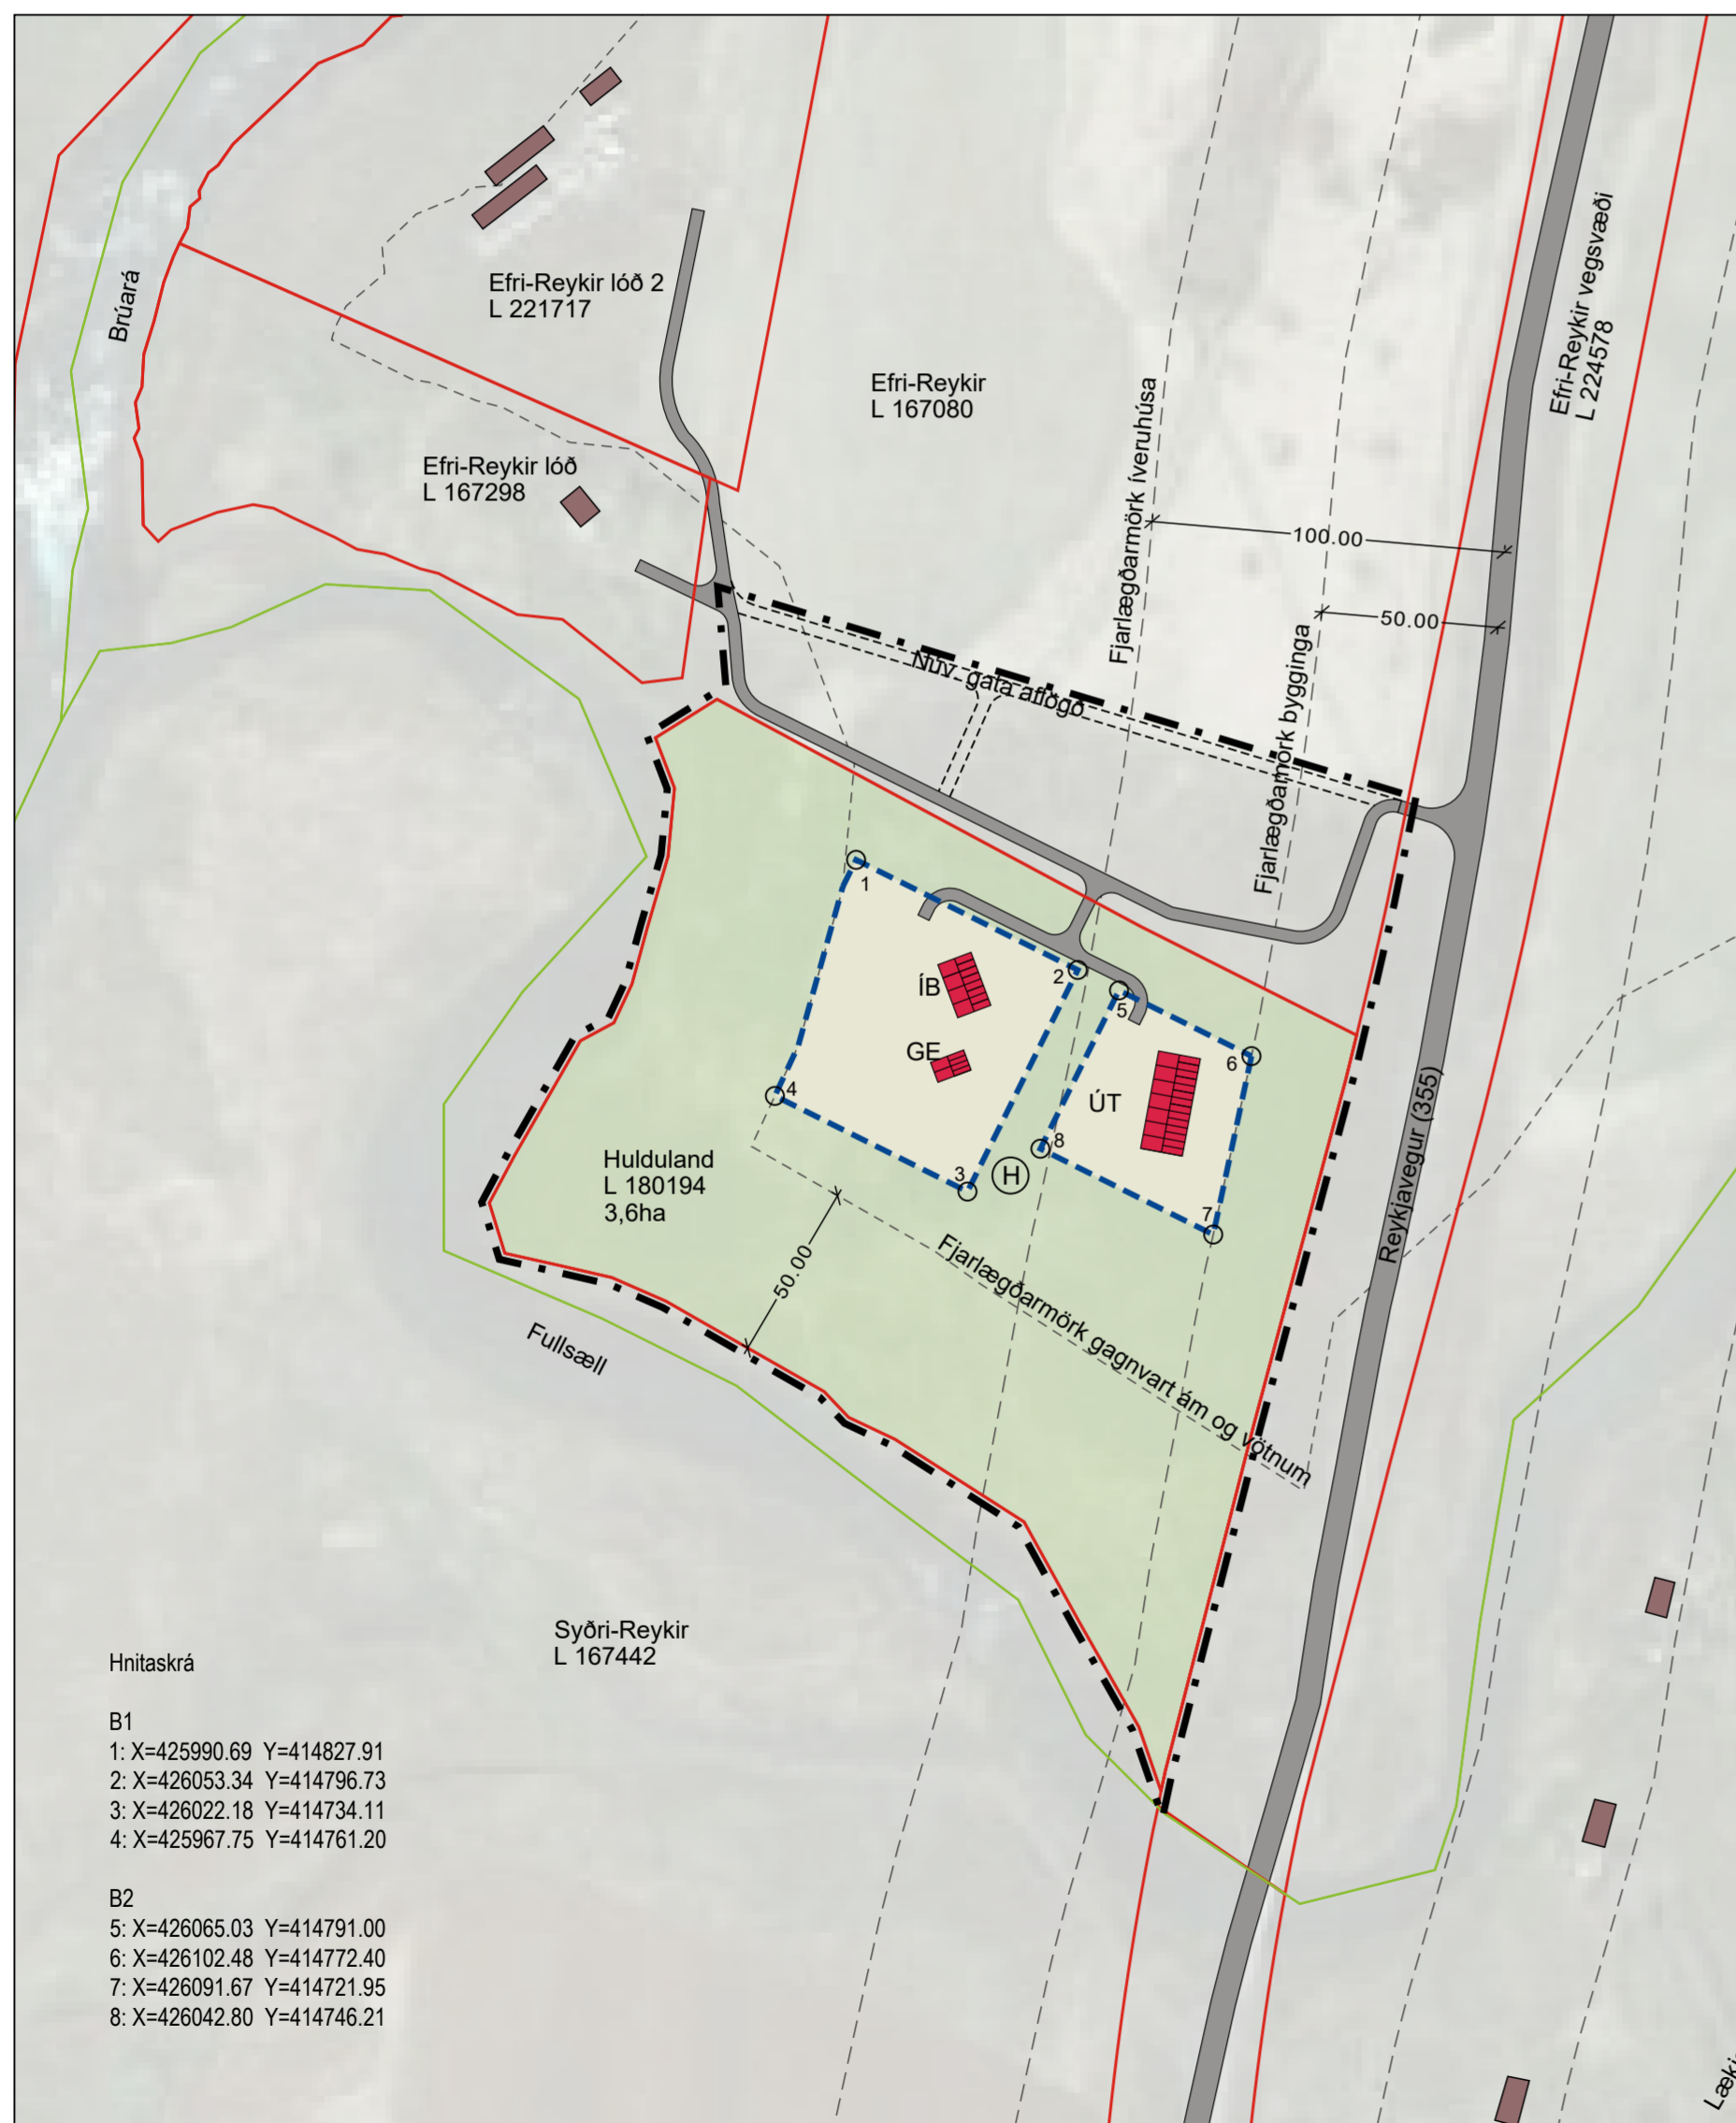 Brúará
Efri-Reykir lóð 2
L 221717
Efri-Reykir vegsvæði
L 224578
Efri-Reykir
L 167080
Efri-Reykir lóð
L 167298
Fjarlægðarmörk íveruhúsa
100.00
50.00
Fjarlægðarmörk bygginga
Núv. gata aflögð
1
2
5
6
ÍB
GE
ÚT
4
8
3
H
7
Hulduland
L 180194
3,6ha
50.00
Fjarlægðarmörk gagnvart ám og vötnum
Reykjavegur (355)
Fullsæll
Syðri-Reykir
L 167442
Hnitaskrá
B1
1: X=425990.69 Y=414827.91
2: X=426053.34 Y=414796.73
3: X=426022.18 Y=414734.11
4: X=425967.75 Y=414761.20
B2
5: X=426065.03 Y=414791.00
6: X=426102.48 Y=414772.40
7: X=426091.67 Y=414721.95
8: X=426042.80 Y=414746.21